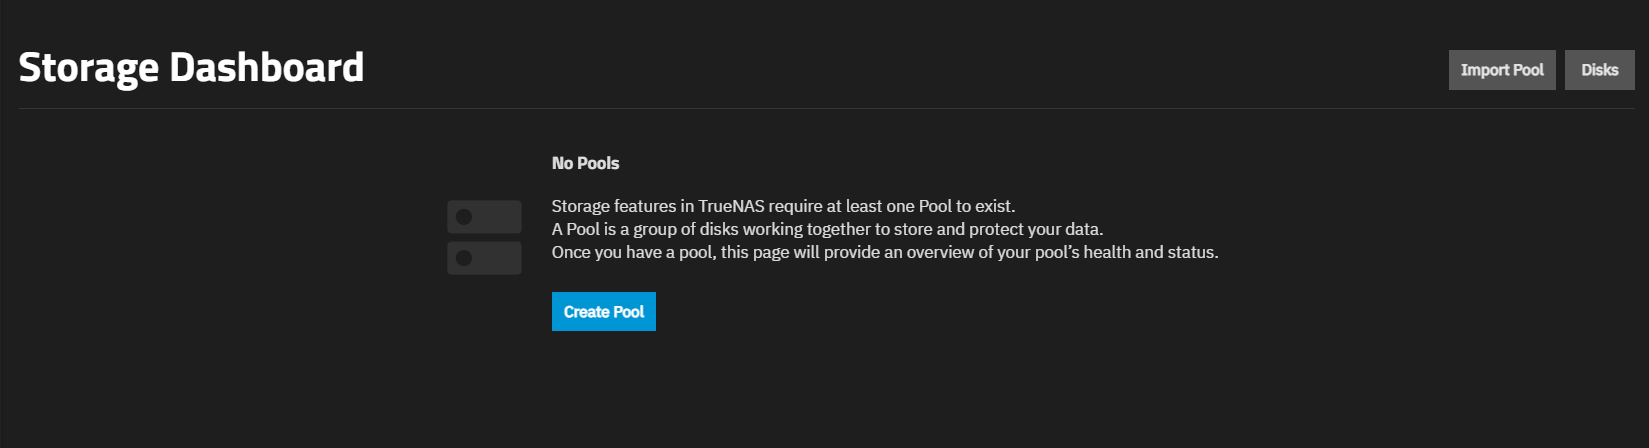 Storage Dashboard
Import Pool
Disks
No Pools
Storage features in TrueNAS require at least one Pool to exist.
A Pool is a group of disks working together to store and protect your data.
Once you have a pool, this page will provide an overview of your pool’s health and status.
Create Pool